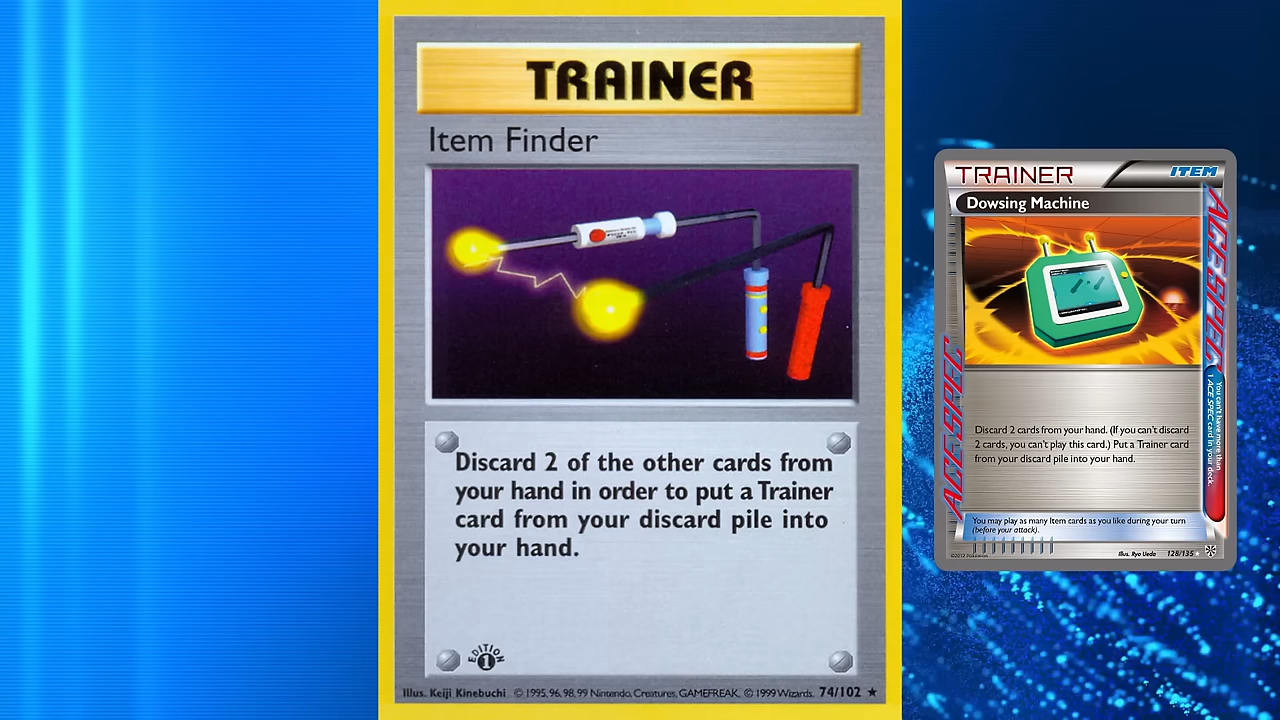 TRAINER
Item Finder
Discard 2 of the other cards from
your hand in order to put a Trainer
card from your discard pile into
your hand.
EDITION
1
Illus. Keiji Kinebuchi © 1995, 96, 98, 99 Nintendo, Creatures, GAMEFREAK. © 1999 Wizards. 74/102 ★
TRAINER
ITEM
Dowsing Machine
ACE SPEC
ACE SPEC
You can't have more than
1 ACE SPEC card in your deck.
Discard 2 cards from your hand. (If you can't discard
2 cards, you can't play this card.) Put a Trainer card
from your discard pile into your hand.
You may play as many Item cards as you like during your turn
(before your attack).
©2012 Pokémon
Illus. Ryo Ueda 128/135 ★